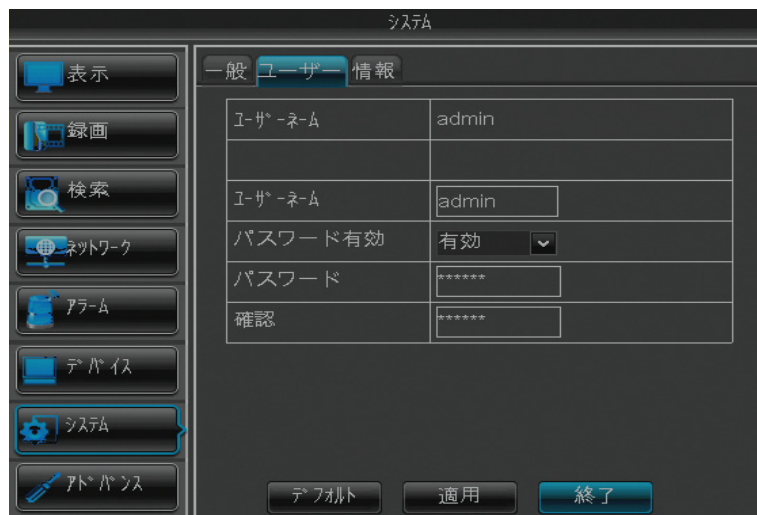 ｼｽﾃﾑ
表示
録画
検索
ﾈｯﾄﾜｰｸ
ｱﾗｰﾑ
ﾃﾞﾊﾞｲｽ
ｼｽﾃﾑ
ｱﾄﾞﾊﾞﾝｽ
一般 ユーザー 情報
ﾕｰｻﾞｰﾈｰﾑ admin
ﾕｰｻﾞｰﾈｰﾑ admin
パスワード有効 有効
パスワード ******
確認 ******
ﾃﾞﾌｫﾙﾄ 適用 終了